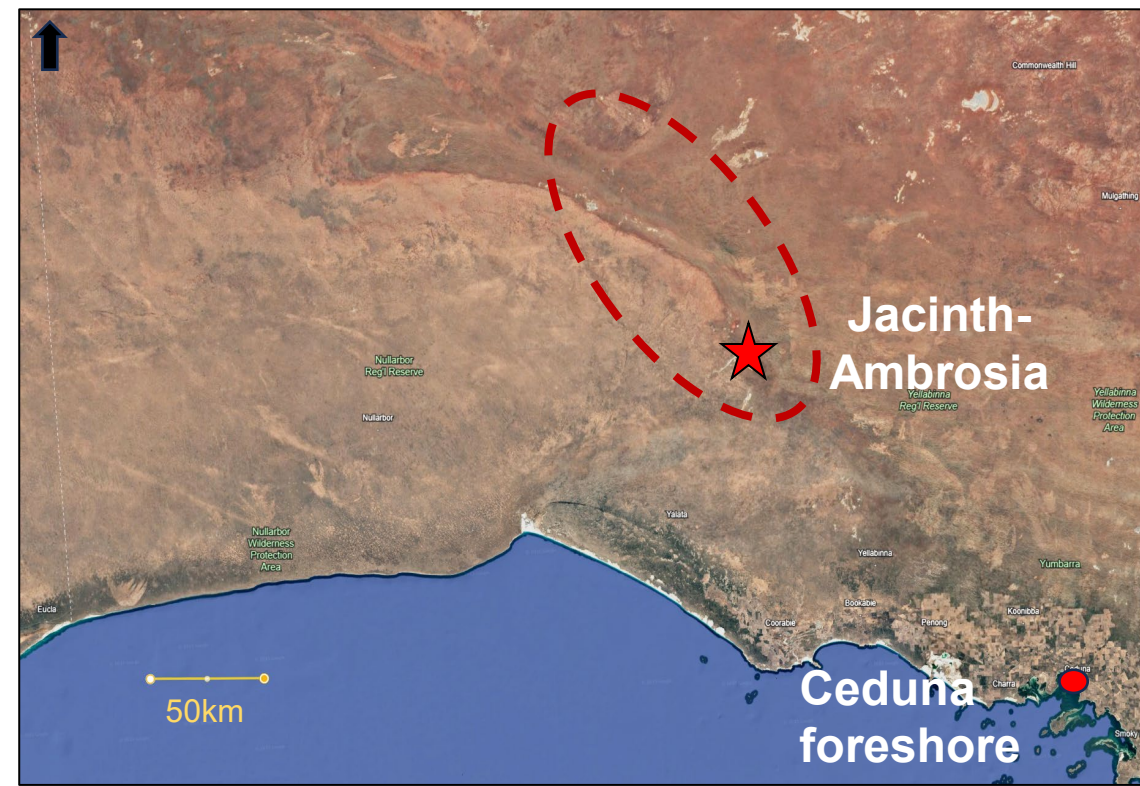 Commonwealth Hill
Mulgathing
Jacinth-
Ambrosia
Nullarbor
Reg'l Reserve
Yellabinna
Reg'l Reserve
Yellabinna
Wilderness
Protection
Area
Nullarbor
Yalata
Nullarbor
Wilderness
Protection
Area
Yellabinna
Yumbarra
Eucla
Bookabie
Koonibba
Coorabie
Penong
Ceduna
Charra
50km
Ceduna
foreshore
Smoky